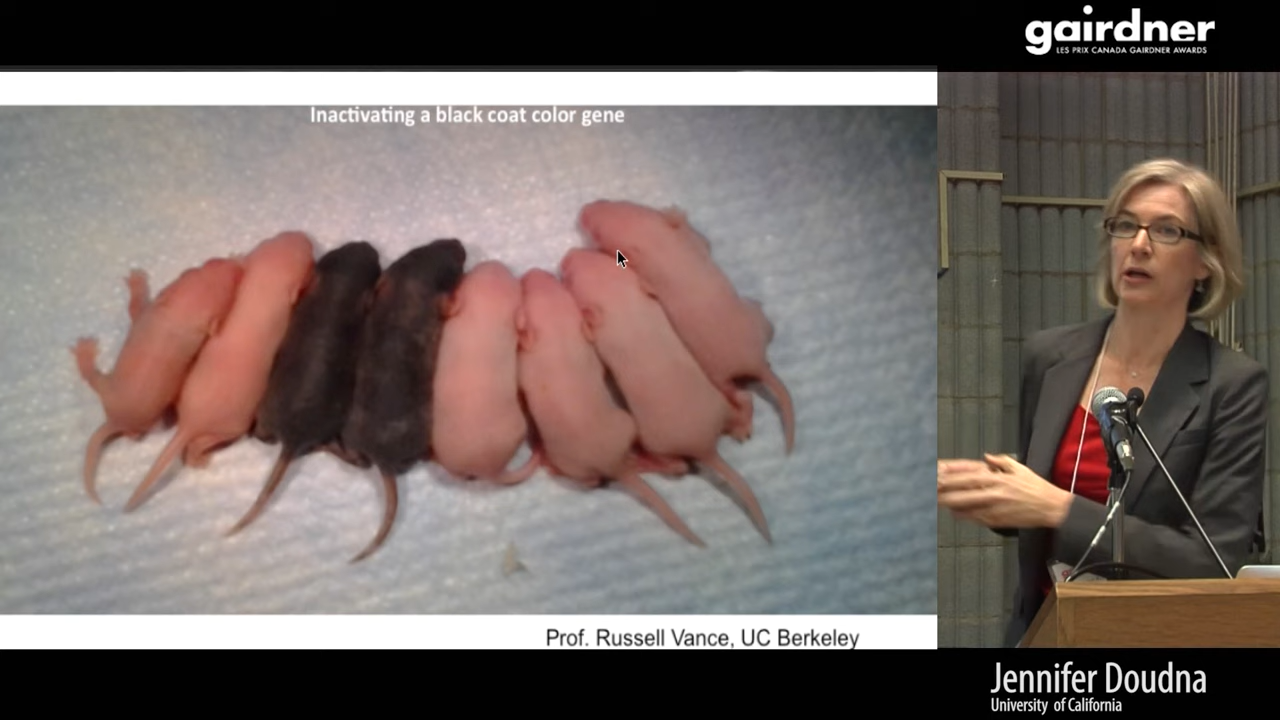 gairdner
LES PRIX CANADA GAIRDNER AWARDS
Inactivating a black coat color gene
Prof. Russell Vance, UC Berkeley
Jennifer Doudna
University of California